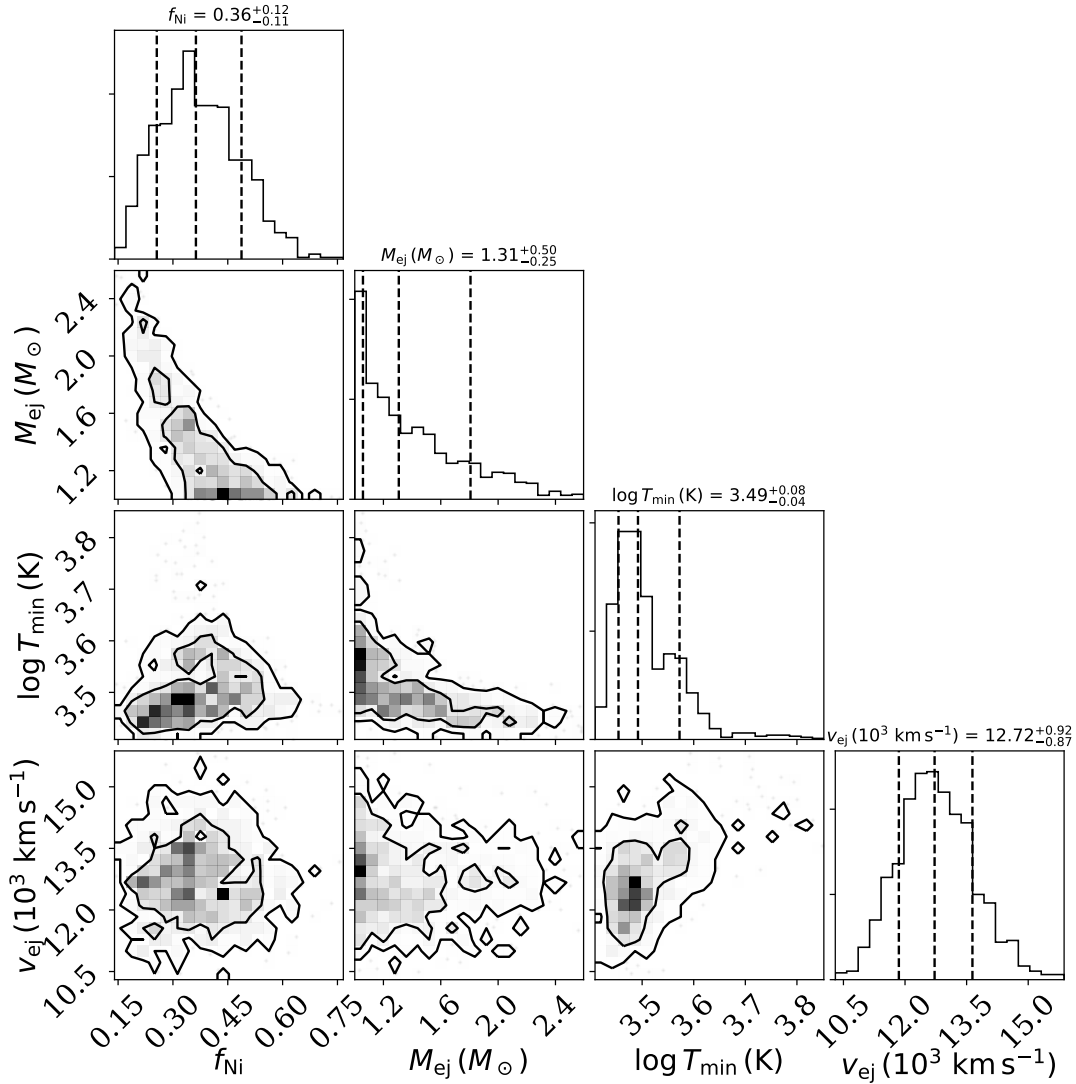 f_Ni = 0.36^{+0.12}_{-0.11}
M_ej (M_⊙) = 1.31^{+0.50}_{-0.25}
log T_min (K) = 3.49^{+0.08}_{-0.04}
v_ej (10^3 km s^{-1}) = 12.72^{+0.92}_{-0.87}
M_ej (M_⊙)
2.4
2.0
1.6
1.2
log T_min (K)
3.8
3.7
3.6
3.5
v_ej (10^3 km s^{-1})
15.0
13.5
12.0
10.5
0.15 0.30 0.45 0.60 0.75
f_Ni
1.2 1.6 2.0 2.4
M_ej (M_⊙)
3.5 3.6 3.7 3.8
log T_min (K)
10.5 12.0 13.5 15.0
v_ej (10^3 km s^{-1})